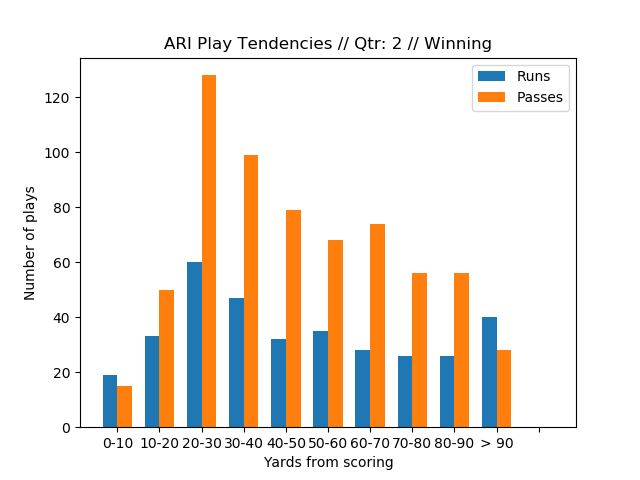 ARI Play Tendencies // Qtr: 2 // Winning
Runs
Passes
Number of plays
120
100
80
60
40
20
0
0-10 10-20 20-30 30-40 40-50 50-60 60-70 70-80 80-90 > 90
Yards from scoring